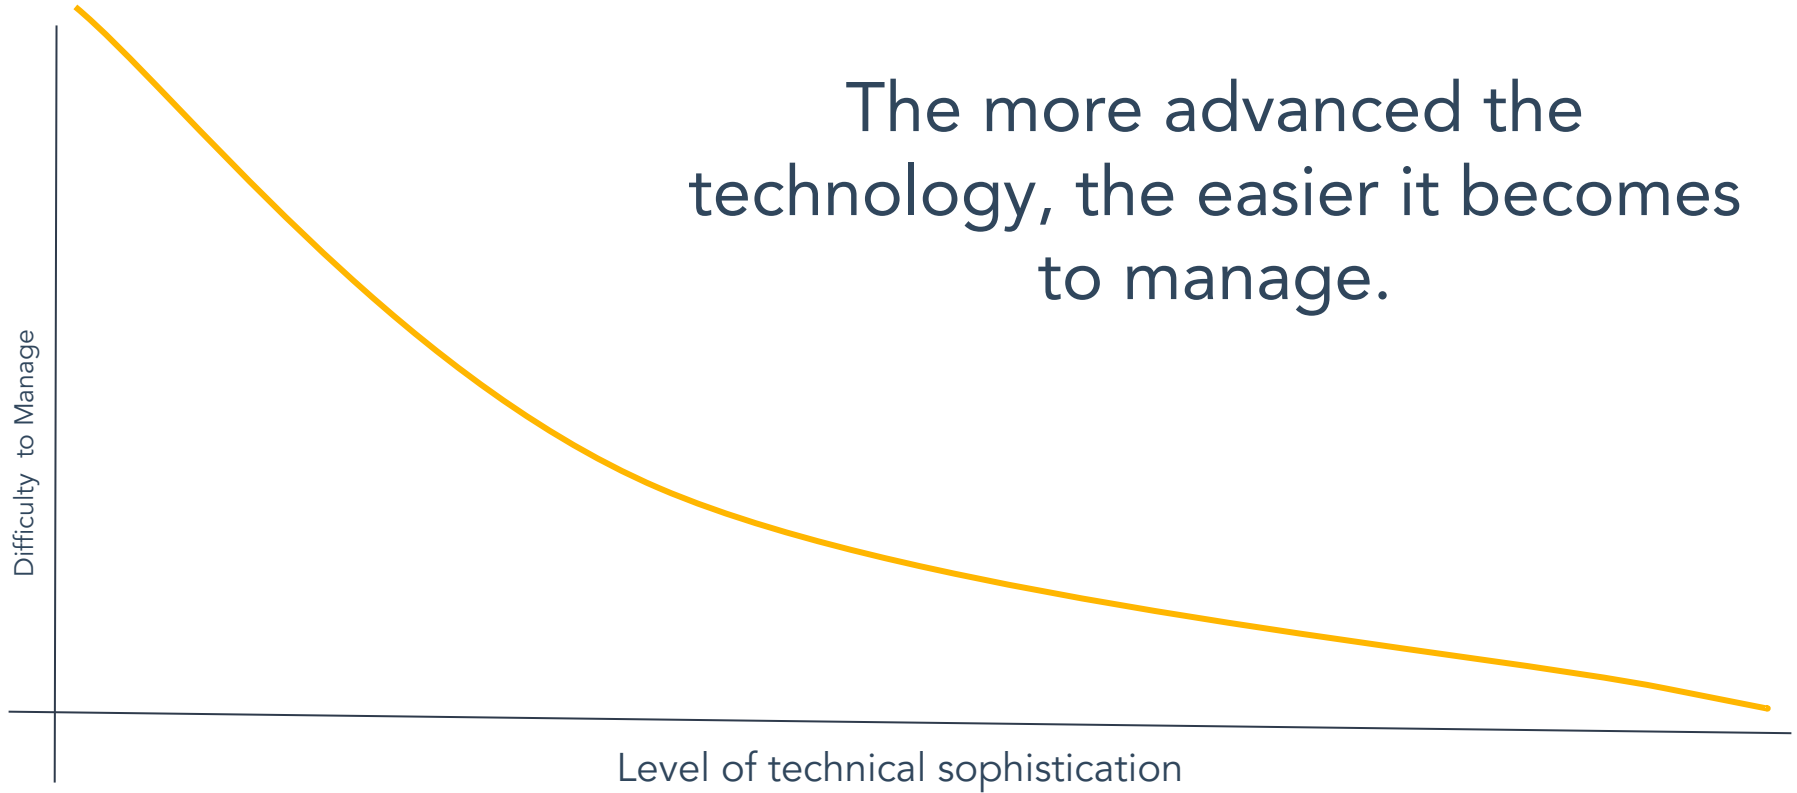 The more advanced the
technology, the easier it becomes
to manage.
Difficulty to Manage
Level of technical sophistication